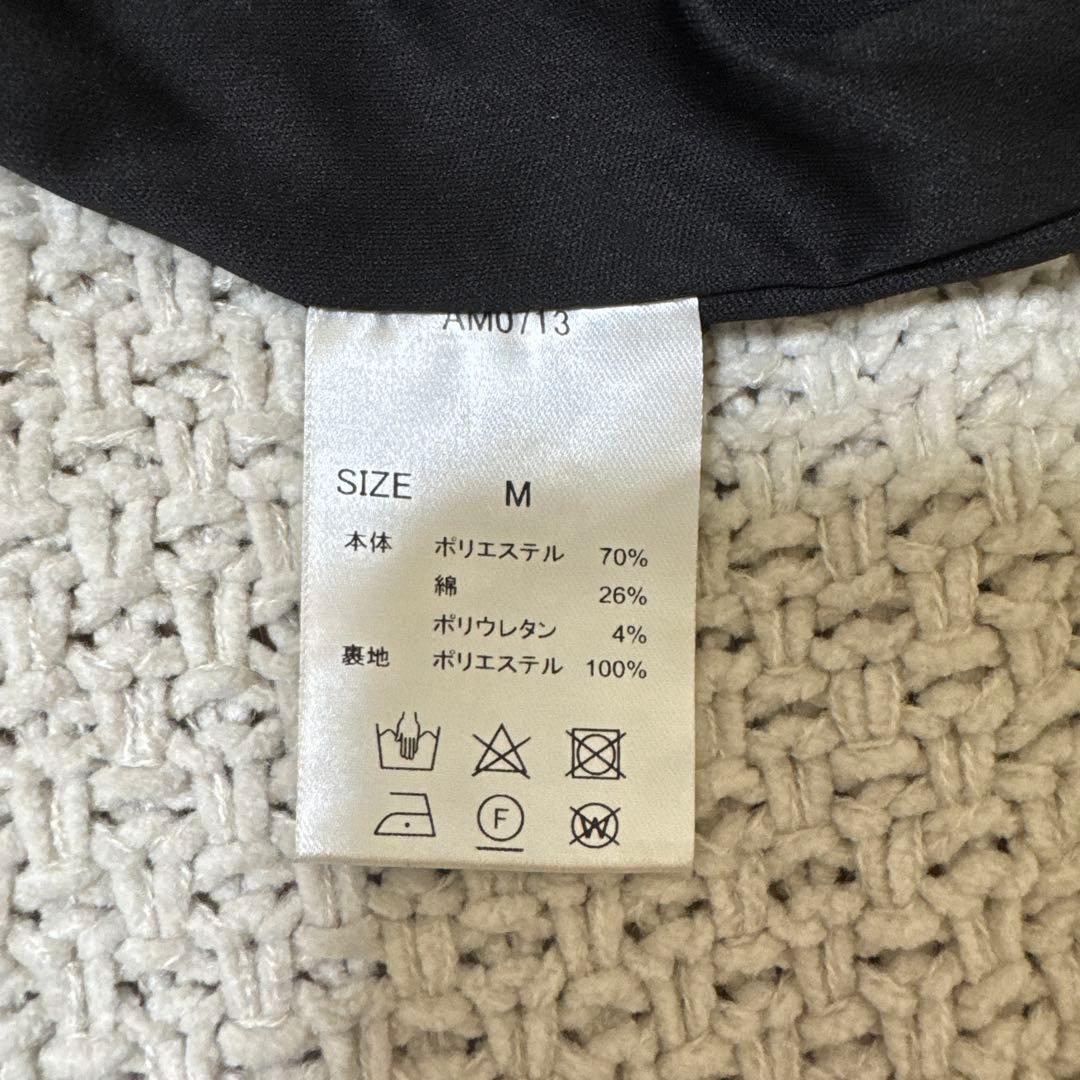 AM0713
SIZE M
本体 ポリエステル 70%
綿 26%
ポリウレタン 4%
裏地 ポリエステル 100%
F
W